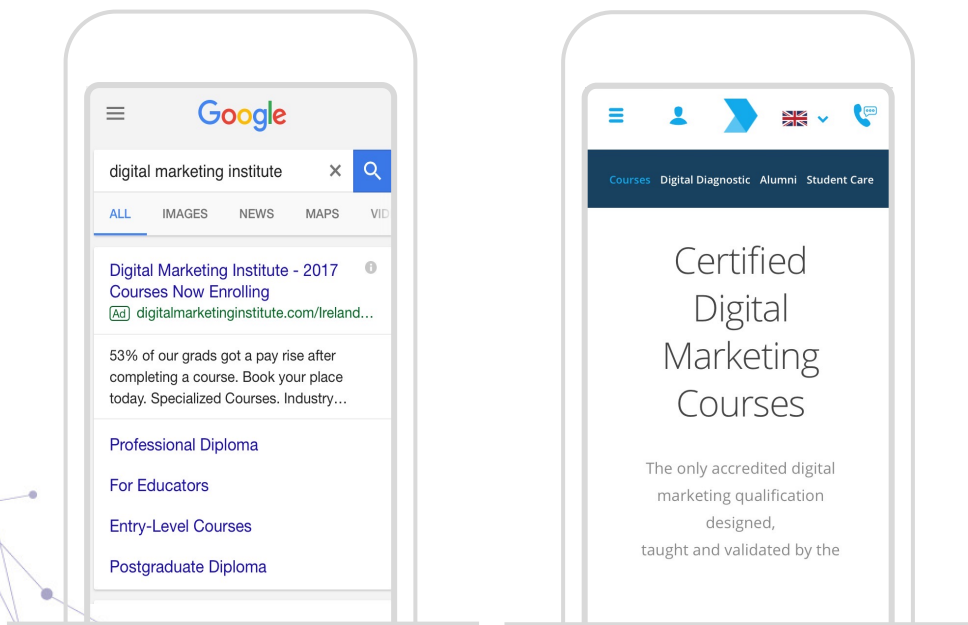 Google
digital marketing institute
ALL IMAGES NEWS MAPS VID
Digital Marketing Institute - 2017
Courses Now Enrolling
Ad digitalmarketinginstitute.com/Ireland...
53% of our grads got a pay rise after
completing a course. Book your place
today. Specialized Courses. Industry...
Professional Diploma
For Educators
Entry-Level Courses
Postgraduate Diploma
Courses Digital Diagnostic Alumni Student Care
Certified
Digital
Marketing
Courses
The only accredited digital
marketing qualification
designed,
taught and validated by the